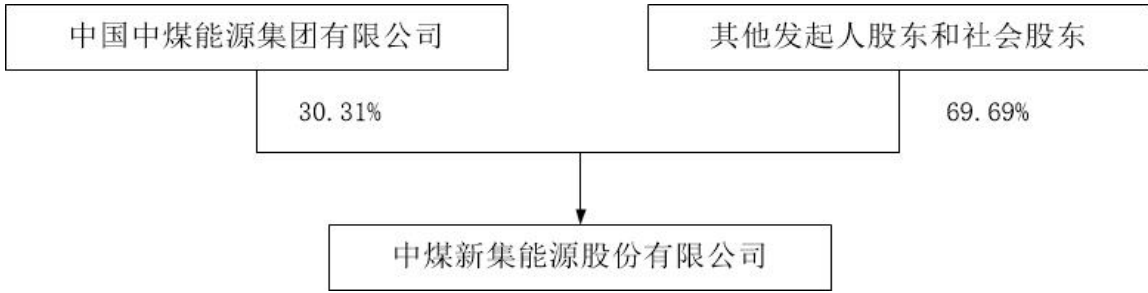 中国中煤能源集团有限公司
其他发起人股东和社会股东
30.31%
69.69%
中煤新集能源股份有限公司